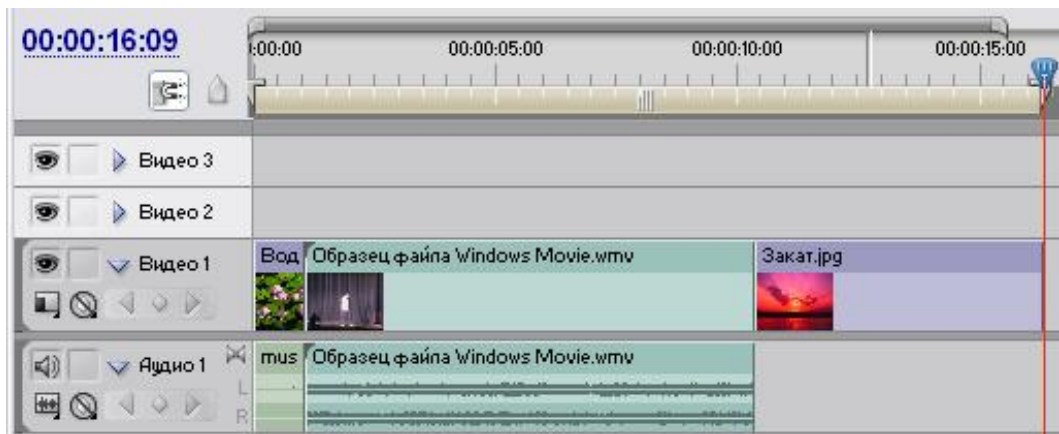 00:00:16:09
:00:00 00:00:05:00 00:00:10:00 00:00:15:00
Видео 3
Видео 2
Видео 1
Вод Образец файла Windows Movie.wmv Закат.jpg
Аудио 1
mus Образец файла Windows Movie.wmv
L
R